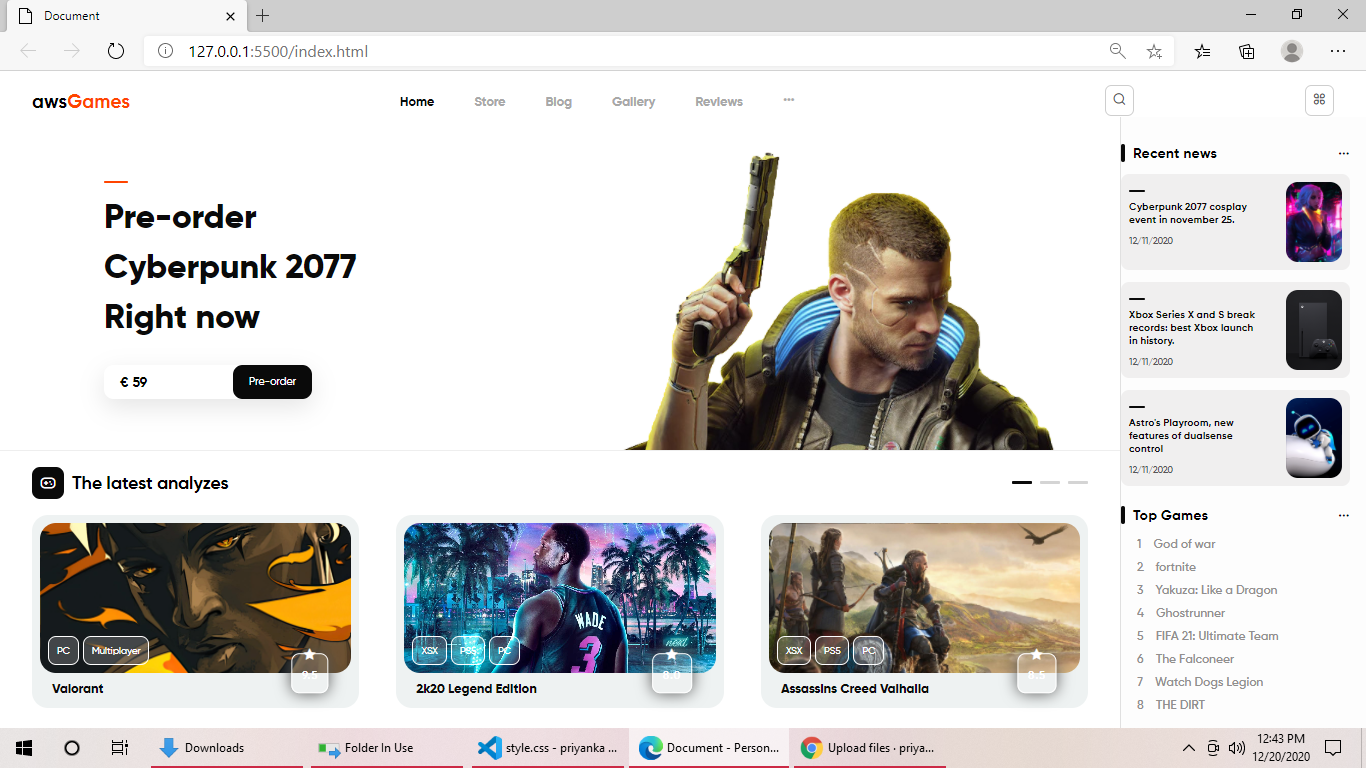 Document
127.0.0.1:5500/index.html
awsGames
Home Store Blog Gallery Reviews ...
Pre-order
Cyberpunk 2077
Right now
€ 59 Pre-order
Recent news ...
Cyberpunk 2077 cosplay
event in november 25.
12/11/2020
Xbox Series X and S break
records: best Xbox launch
in history.
12/11/2020
Astro's Playroom, new
features of dualsense
control
12/11/2020
The latest analyzes
PC Multiplayer
8.5
Valorant
WADE
3
XSX PS5 PC
8.0
2k20 Legend Edition
XSX PS5 PC
8.5
Assassins Creed Valhalla
Top Games ...
1 God of war
2 fortnite
3 Yakuza: Like a Dragon
4 Ghostrunner
5 FIFA 21: Ultimate Team
6 The Falconeer
7 Watch Dogs Legion
8 THE DIRT
Downloads
Folder In Use
style.css - priyanka ...
Document - Person...
Upload files · priya...
12:43 PM
12/20/2020